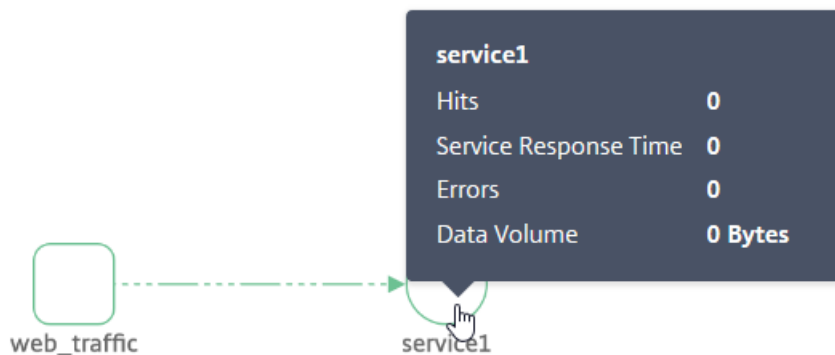 service1
Hits 0
Service Response Time 0
Errors 0
Data Volume 0 Bytes
web_traffic
service1